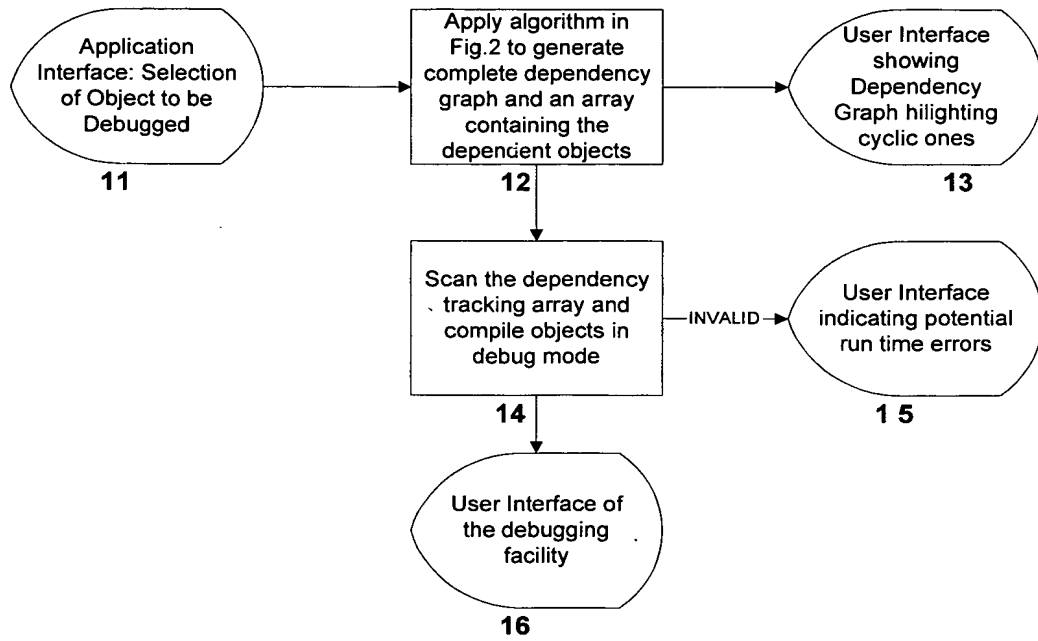 Application
Interface: Selection
of Object to be
Debugged
11
Apply algorithm in
Fig.2 to generate
complete dependency
graph and an array
containing the
dependent objects
12
User Interface
showing
Dependency
Graph hilighting
cyclic ones
13
Scan the dependency
tracking array and
compile objects in
debug mode
14
INVALID
User Interface
indicating potential
run time errors
1 5
User Interface of
the debugging
facility
16